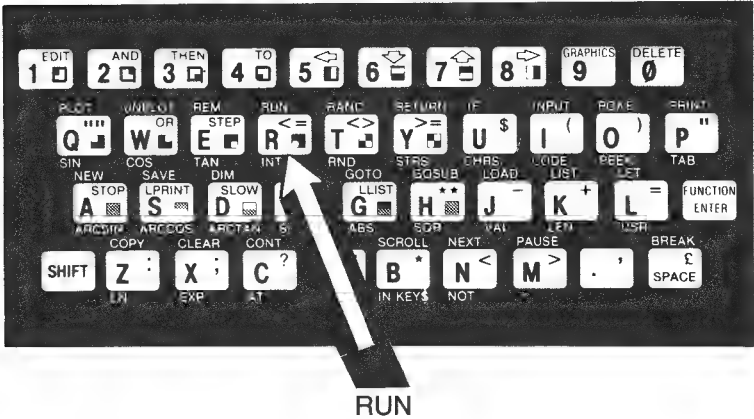 EDIT AND THEN TO GRAPHICS DELETE
1 2 3 4 5 6 7 8 9 0
PLOT UNPLOT REM RUN RAND RETURN IF INPUT POKE PRINT
"" OR STEP <= <> >= $ ( ) "
Q W E R T Y U I O P
SIN COS TAN INT RND STR$ CHR$ CODE PEEK TAB
NEW SAVE DIM GOTO GOSUB LOAD LIST LET
STOP LPRINT SLOW LLIST ** - + = FUNCTION
A S D G H J K L ENTER
ARCSIN ARCCOS ARCTAN ABS SQR VAL LEN USR
COPY CLEAR CONT SCROLL NEXT PAUSE BREAK
: ; ? * < > , £
SHIFT Z X C B N M . SPACE
LN EXP AT IN KEY$ NOT
RUN